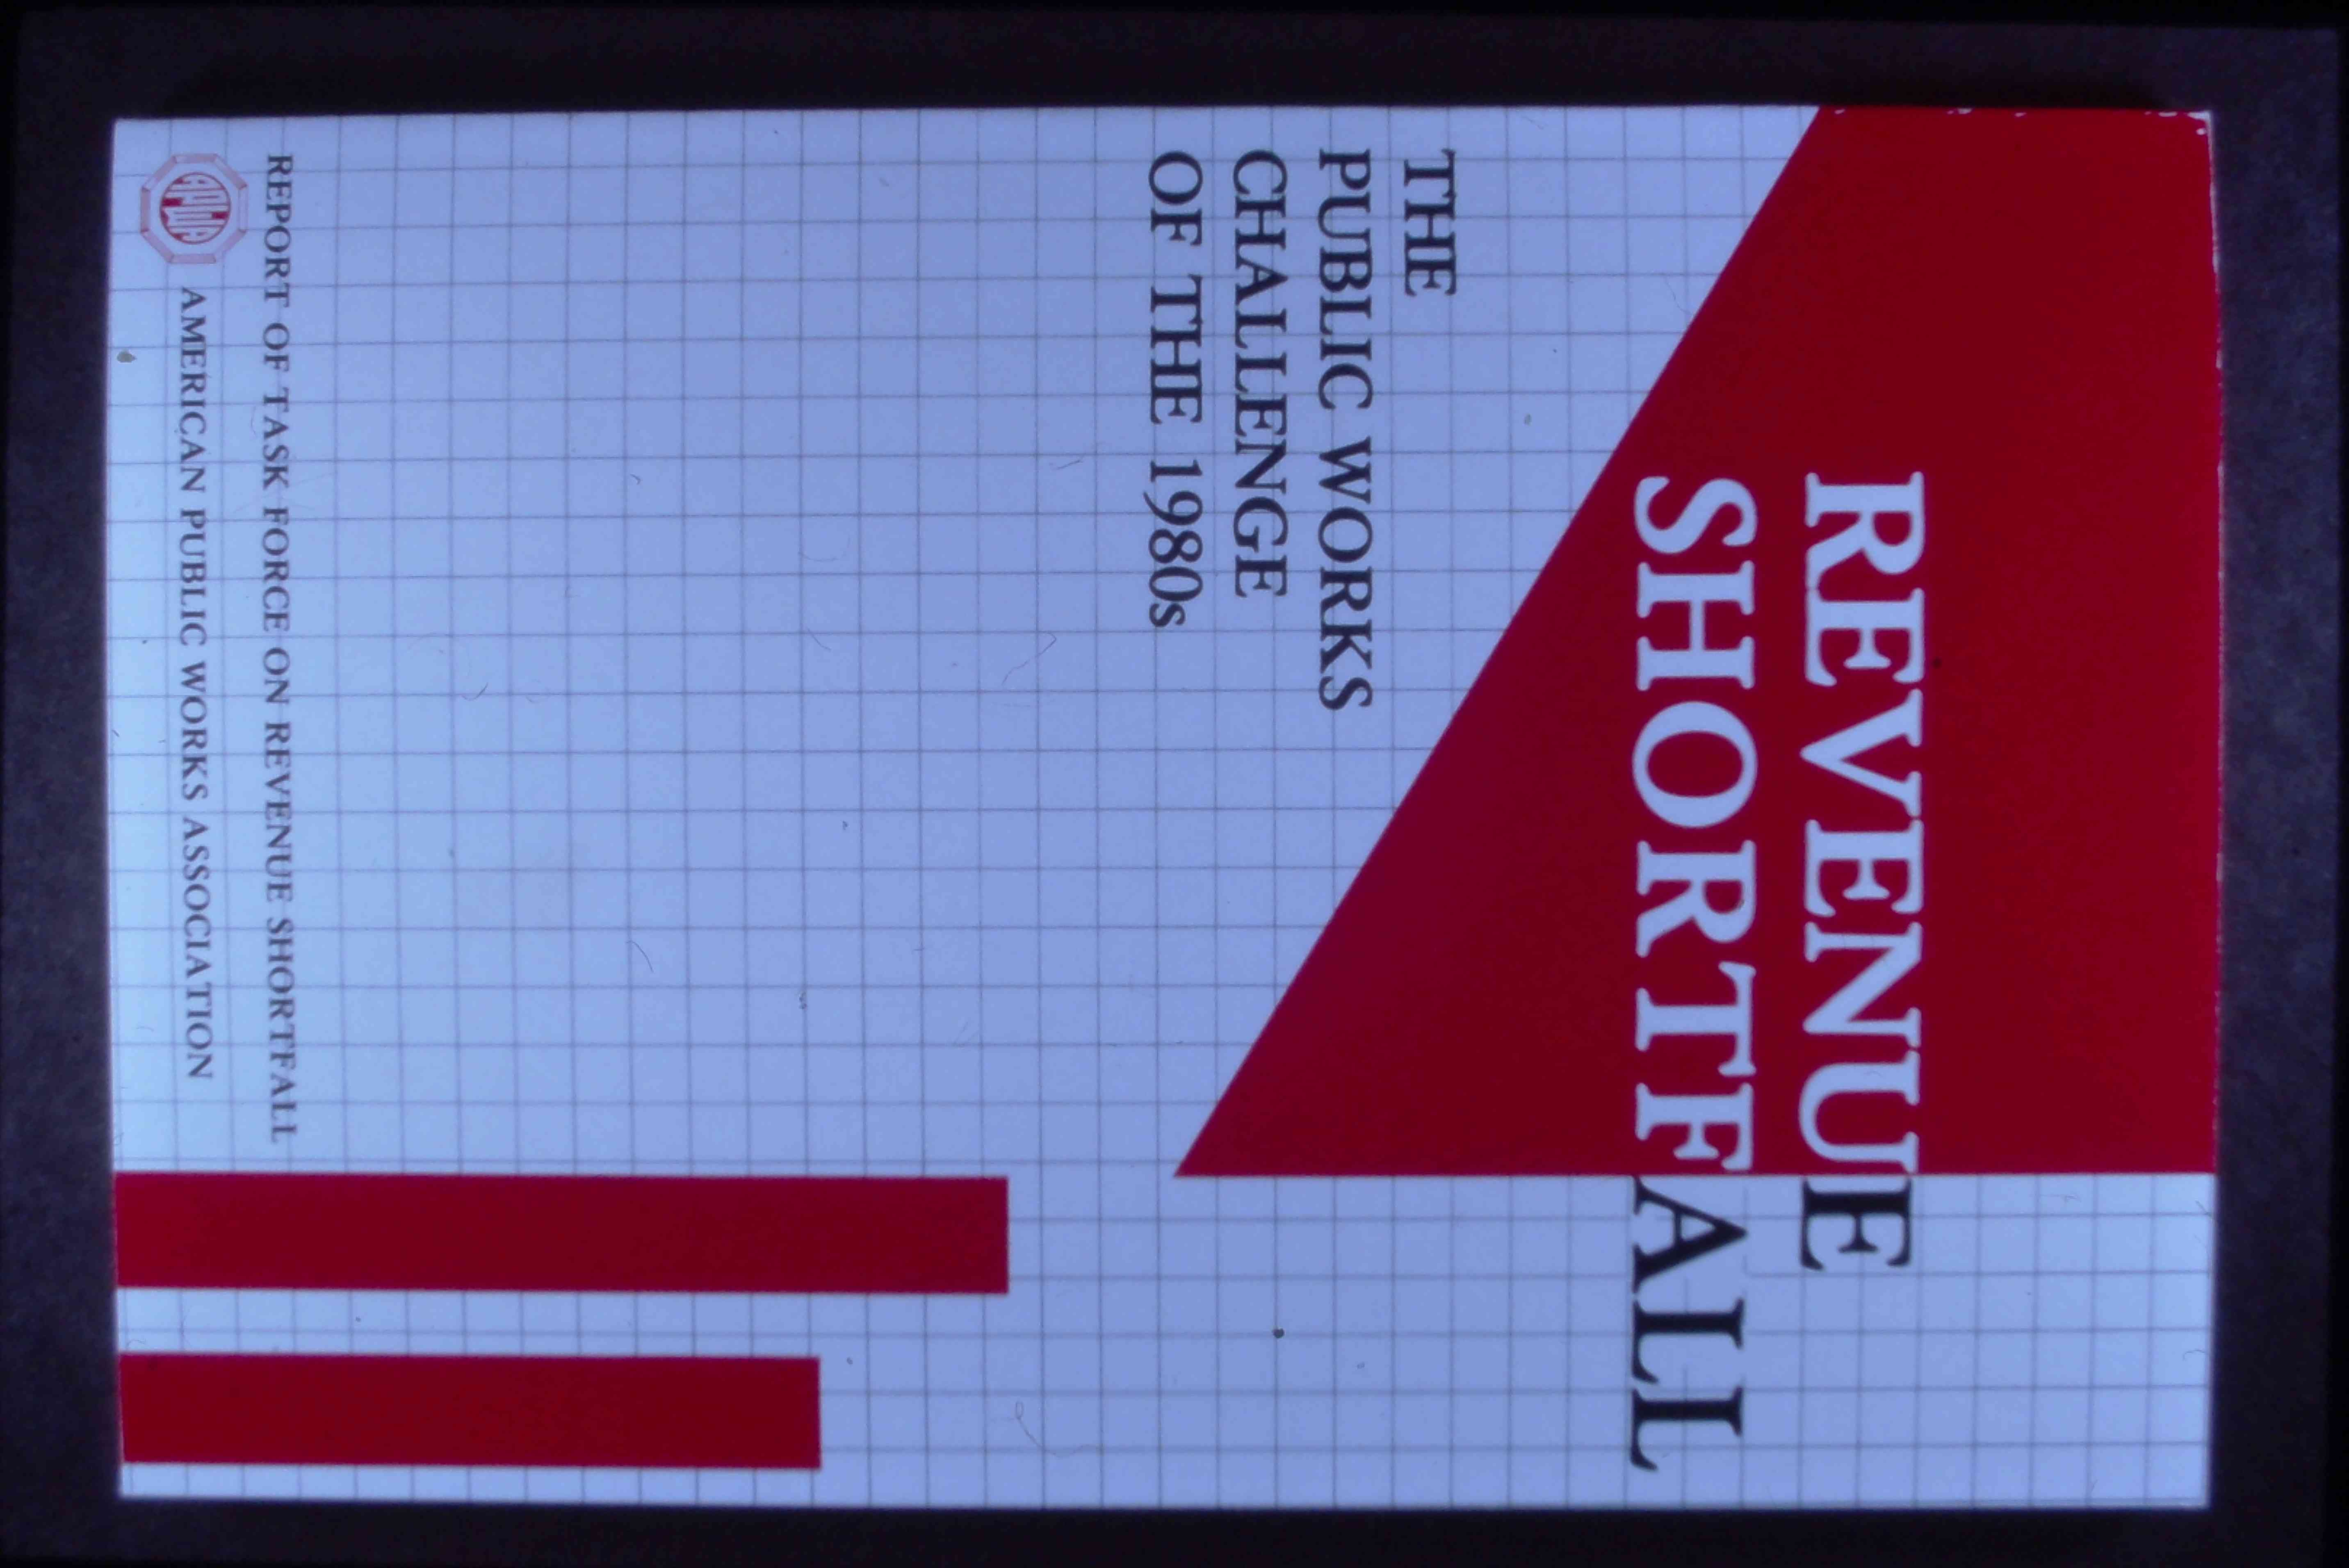 REVENUE
SHORTFALL
THE
PUBLIC WORKS
CHALLENGE
OF THE 1980s
REPORT OF TASK FORCE ON REVENUE SHORTFALL
APWA
AMERICAN PUBLIC WORKS ASSOCIATION